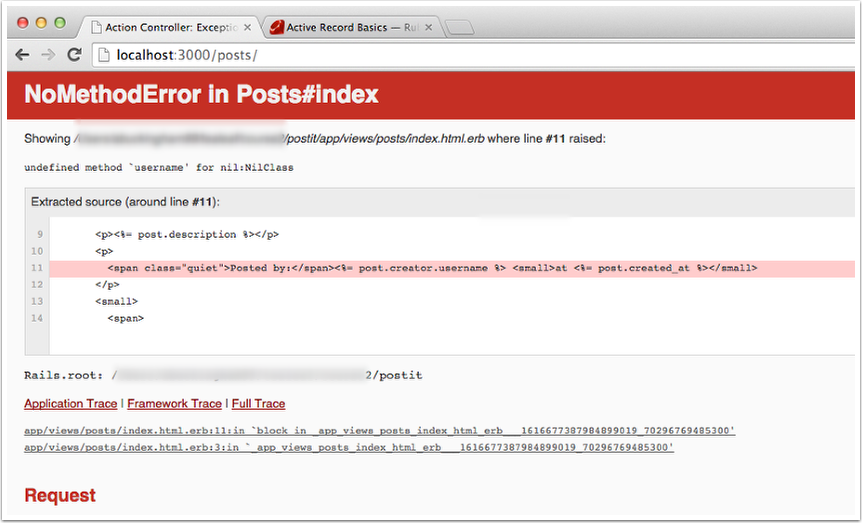 Action Controller: Excepti
Active Record Basics — Rul
localhost:3000/posts/
NoMethodError in Posts#index
Showing / /postit/app/views/posts/index.html.erb where line #11 raised:
undefined method `username' for nil:NilClass
Extracted source (around line #11):
9 <p><%= post.description %></p>
10 <p>
11 <span class="quiet">Posted by:</span><%= post.creator.username %> <small>at <%= post.created_at %></small>
12 </p>
13 <small>
14 <span>
Rails.root: / 2/postit
Application Trace | Framework Trace | Full Trace
app/views/posts/index.html.erb:11:in `block in _app_views_posts_index_html_erb___1616677387984899019_70296769485300'
app/views/posts/index.html.erb:3:in `_app_views_posts_index_html_erb___1616677387984899019_70296769485300'
Request